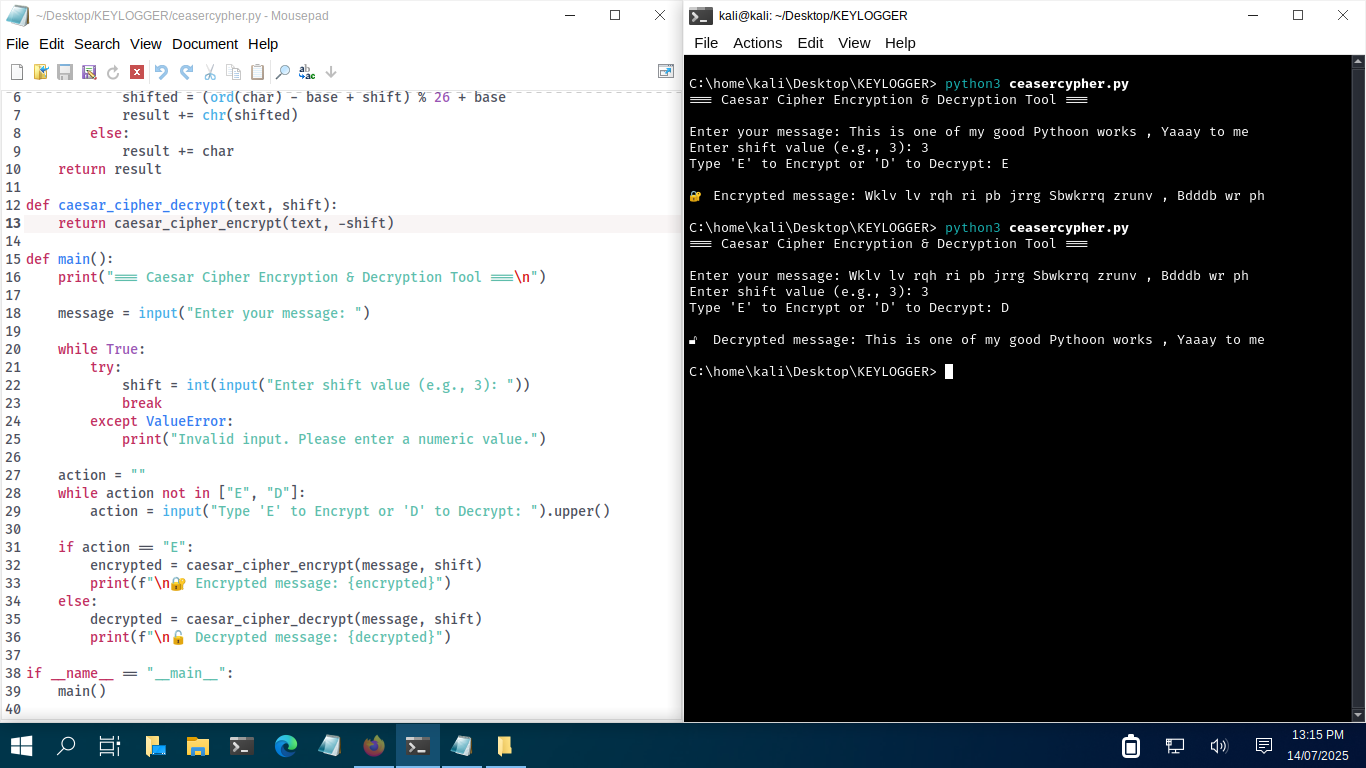 ~/Desktop/KEYLOGGER/ceasercypher.py - Mousepad
File Edit Search View Document Help
6             shifted = (ord(char) - base + shift) % 26 + base
7             result += chr(shifted)
8         else:
9             result += char
10     return result
11
12 def caesar_cipher_decrypt(text, shift):
13     return caesar_cipher_encrypt(text, -shift)
14
15 def main():
16     print("=== Caesar Cipher Encryption & Decryption Tool ===\n")
17
18     message = input("Enter your message: ")
19
20     while True:
21         try:
22             shift = int(input("Enter shift value (e.g., 3): "))
23             break
24         except ValueError:
25             print("Invalid input. Please enter a numeric value.")
26
27     action = ""
28     while action not in ["E", "D"]:
29         action = input("Type 'E' to Encrypt or 'D' to Decrypt: ").upper()
30
31     if action == "E":
32         encrypted = caesar_cipher_encrypt(message, shift)
33         print(f"\n🔐 Encrypted message: {encrypted}")
34     else:
35         decrypted = caesar_cipher_decrypt(message, shift)
36         print(f"\n🔓 Decrypted message: {decrypted}")
37
38 if __name__ == "__main__":
39     main()
40
kali@kali: ~/Desktop/KEYLOGGER
File Actions Edit View Help
C:\home\kali\Desktop\KEYLOGGER> python3 ceasercypher.py
=== Caesar Cipher Encryption & Decryption Tool ===
Enter your message: This is one of my good Pythoon works , Yaaay to me
Enter shift value (e.g., 3): 3
Type 'E' to Encrypt or 'D' to Decrypt: E
🔐 Encrypted message: Wklv lv rqh ri pb jrrg Sbwkrrq zrunv , Bdddb wr ph
C:\home\kali\Desktop\KEYLOGGER> python3 ceasercypher.py
=== Caesar Cipher Encryption & Decryption Tool ===
Enter your message: Wklv lv rqh ri pb jrrg Sbwkrrq zrunv , Bdddb wr ph
Enter shift value (e.g., 3): 3
Type 'E' to Encrypt or 'D' to Decrypt: D
🔓 Decrypted message: This is one of my good Pythoon works , Yaaay to me
C:\home\kali\Desktop\KEYLOGGER>
13:15 PM
14/07/2025